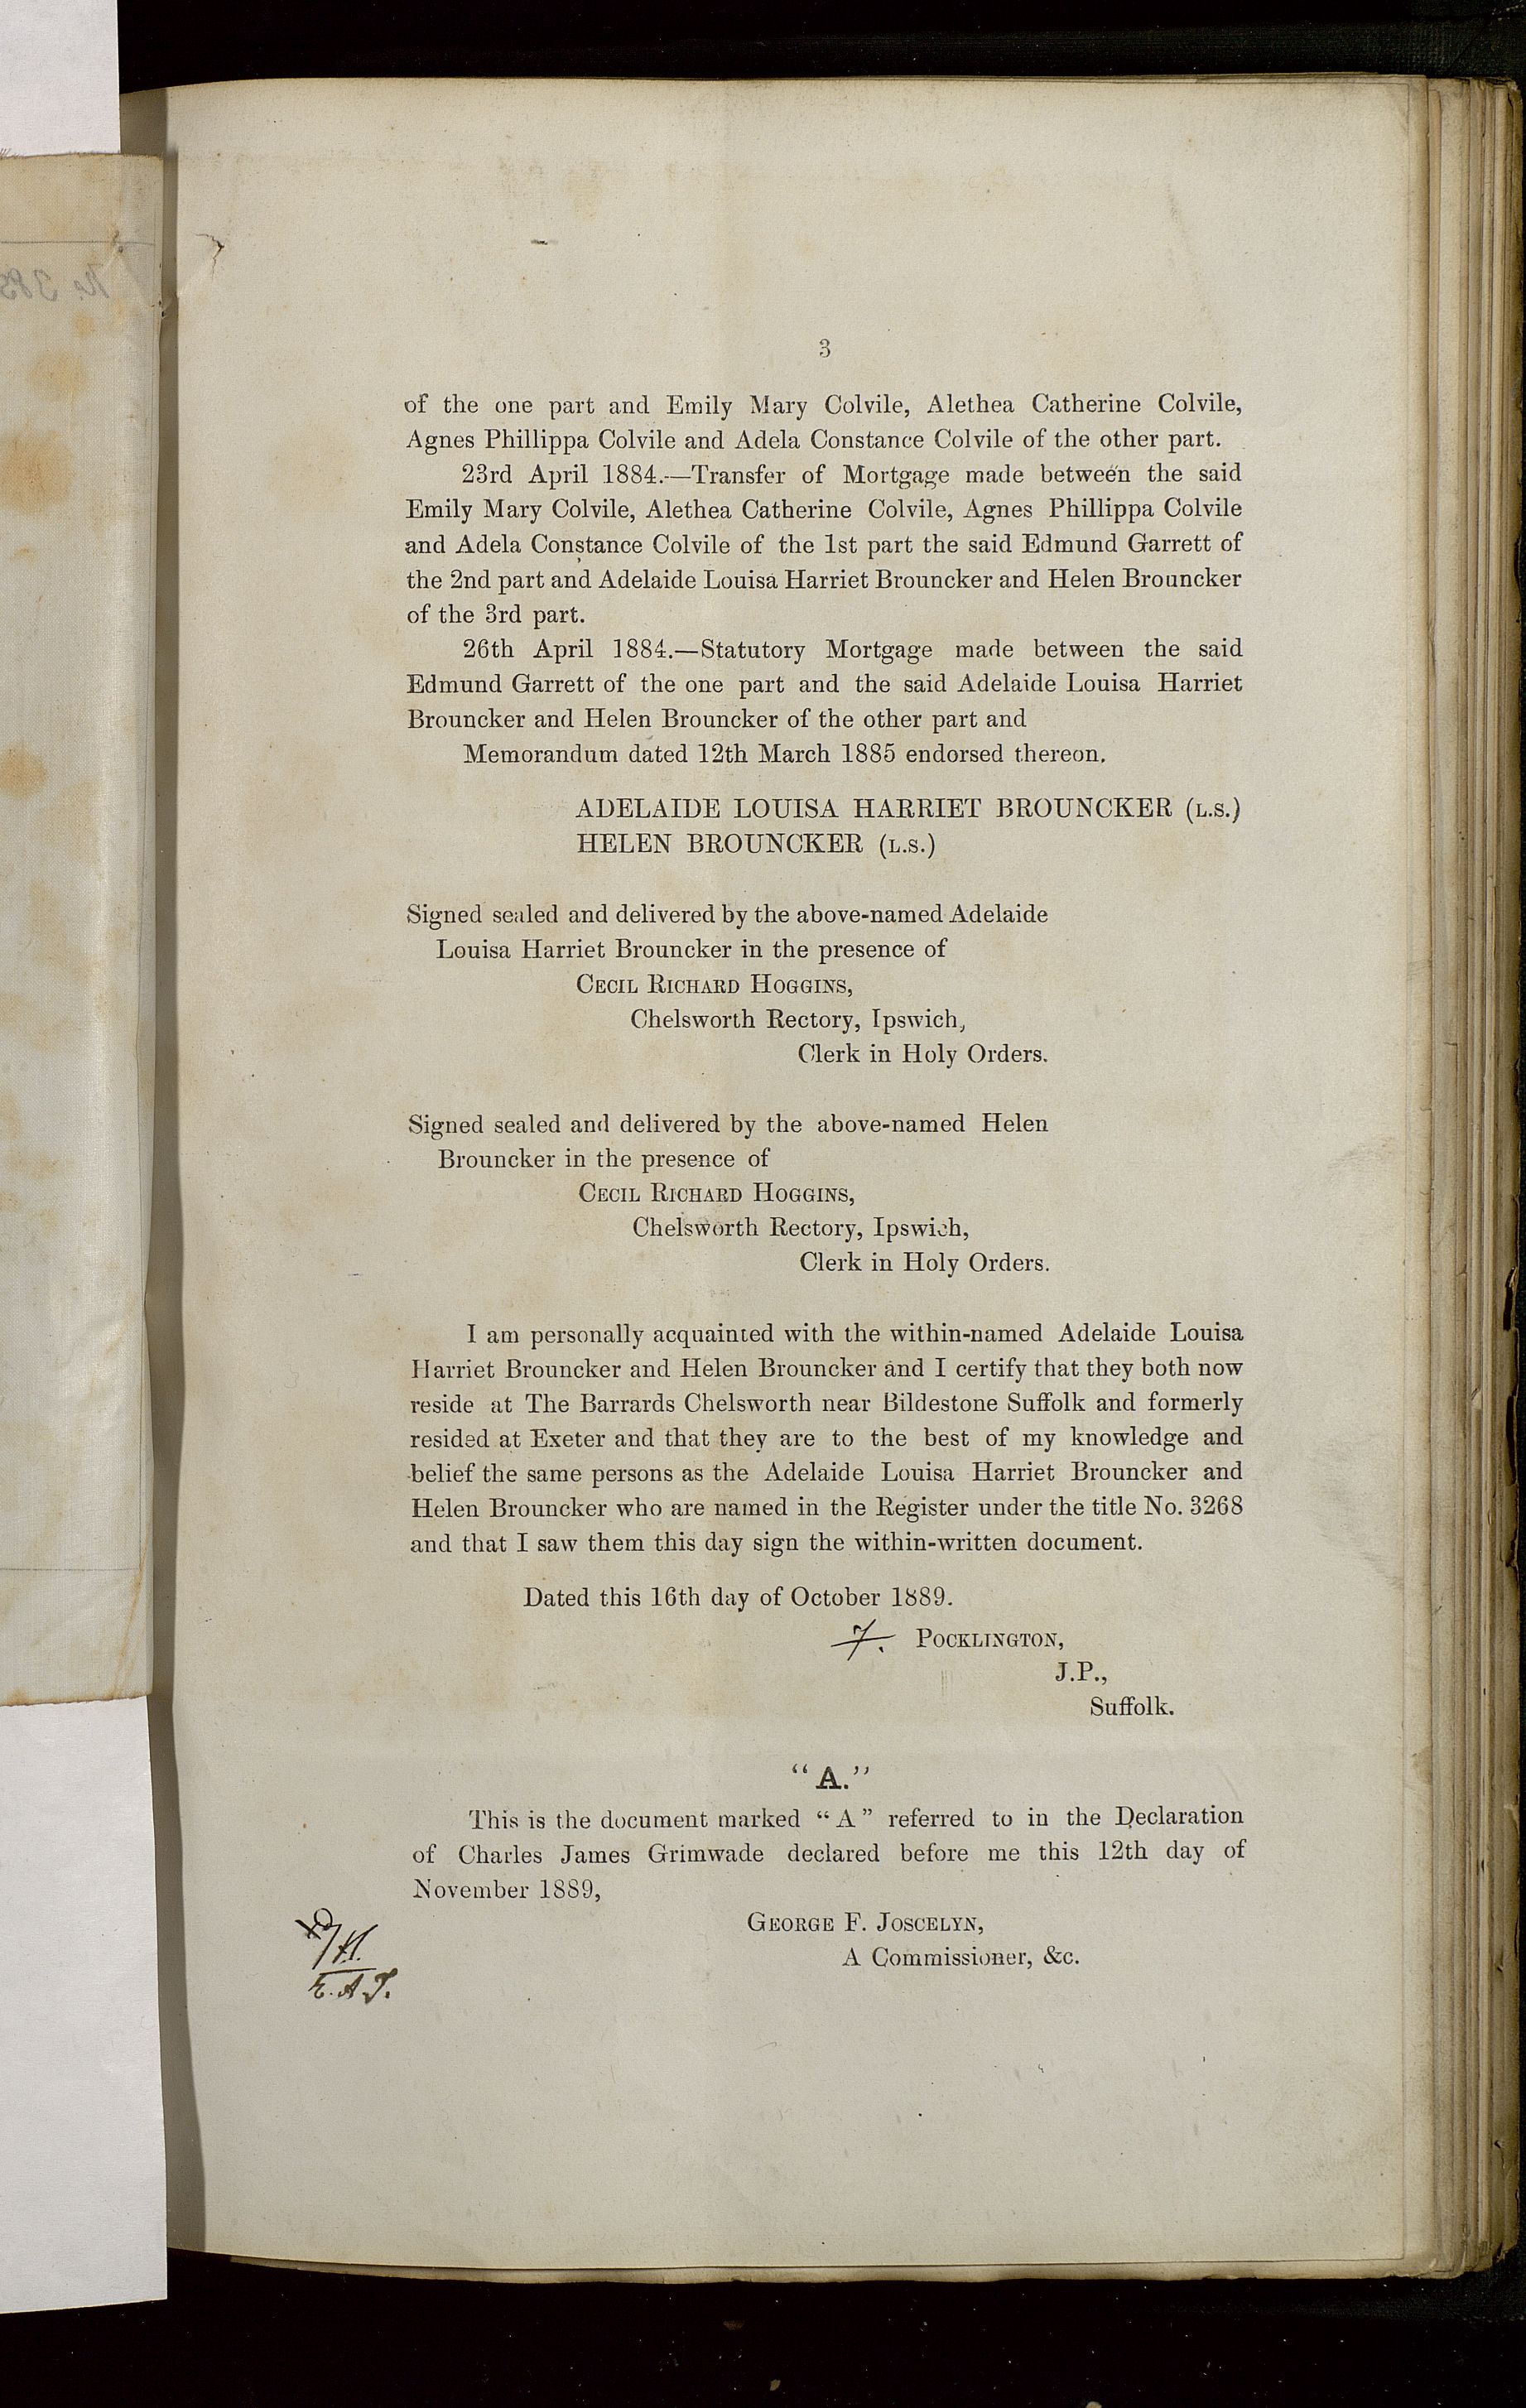 3
of the one part and Emily Mary Colvile, Alethea Catherine Colvile,
Agnes Phillippa Colvile and Adela Constance Colvile of the other part.
23rd April 1884.—Transfer of Mortgage made between the said
Emily Mary Colvile, Alethea Catherine Colvile, Agnes Phillippa Colvile
and Adela Constance Colvile of the 1st part the said Edmund Garrett of
the 2nd part and Adelaide Louisa Harriet Brouncker and Helen Brouncker
of the 3rd part.
26th April 1884.—Statutory Mortgage made between the said
Edmund Garrett of the one part and the said Adelaide Louisa Harriet
Brouncker and Helen Brouncker of the other part and
Memorandum dated 12th March 1885 endorsed thereon.
ADELAIDE LOUISA HARRIET BROUNCKER (L.S.)
HELEN BROUNCKER (L.S.)
Signed sealed and delivered by the above-named Adelaide
Louisa Harriet Brouncker in the presence of
CECIL RICHARD HOGGINS,
Chelsworth Rectory, Ipswich,
Clerk in Holy Orders.
Signed sealed and delivered by the above-named Helen
Brouncker in the presence of
CECIL RICHARD HOGGINS,
Chelsworth Rectory, Ipswich,
Clerk in Holy Orders.
I am personally acquainted with the within-named Adelaide Louisa
Harriet Brouncker and Helen Brouncker and I certify that they both now
reside at The Barrards Chelsworth near Bildestone Suffolk and formerly
resided at Exeter and that they are to the best of my knowledge and
belief the same persons as the Adelaide Louisa Harriet Brouncker and
Helen Brouncker who are named in the Register under the title No. 3268
and that I saw them this day sign the within-written document.
Dated this 16th day of October 1889.
F. POCKLINGTON,
J.P.,
Suffolk.
"A."
This is the document marked "A" referred to in the Declaration
of Charles James Grimwade declared before me this 12th day of
November 1889,
GEORGE F. JOSCELYN,
A Commissioner, &c.
E.A.J.